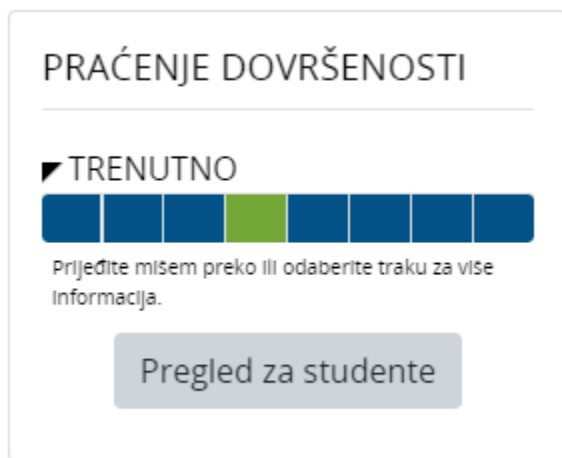 PRAĆENJE DOVRŠENOSTI
TRENUTNO
Prijeđite mišem preko ili odaberite traku za više
informacija.
Pregled za studente